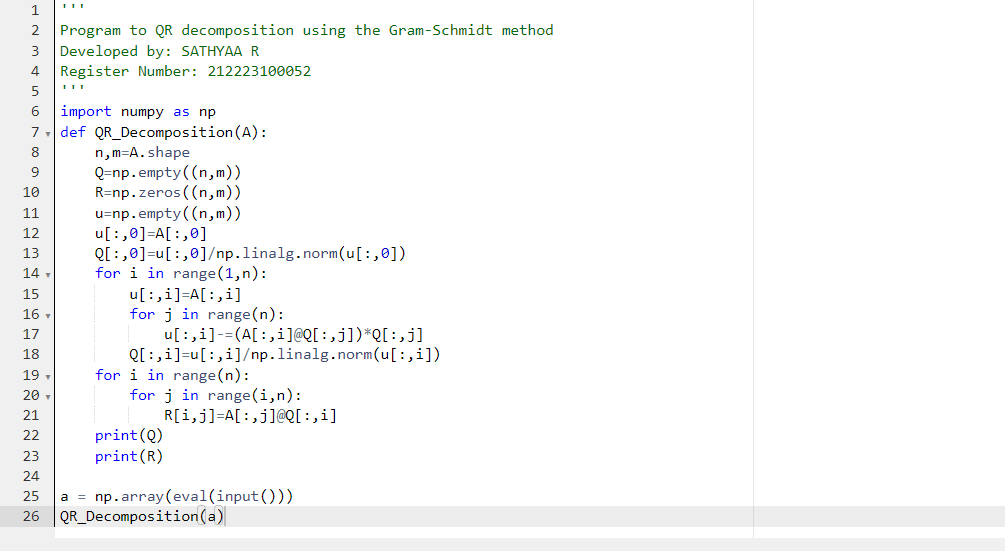 1 '''
2 Program to QR decomposition using the Gram-Schmidt method
3 Developed by: SATHYAA R
4 Register Number: 212223100052
5 '''
6 import numpy as np
7 def QR_Decomposition(A):
8     n,m=A.shape
9     Q=np.empty((n,m))
10     R=np.zeros((n,m))
11     u=np.empty((n,m))
12     u[:,0]=A[:,0]
13     Q[:,0]=u[:,0]/np.linalg.norm(u[:,0])
14     for i in range(1,n):
15         u[:,i]=A[:,i]
16         for j in range(n):
17             u[:,i]-=(A[:,i]@Q[:,j])*Q[:,j]
18         Q[:,i]=u[:,i]/np.linalg.norm(u[:,i])
19     for i in range(n):
20         for j in range(i,n):
21             R[i,j]=A[:,j]@Q[:,i]
22     print(Q)
23     print(R)
24
25 a = np.array(eval(input()))
26 QR_Decomposition(a)